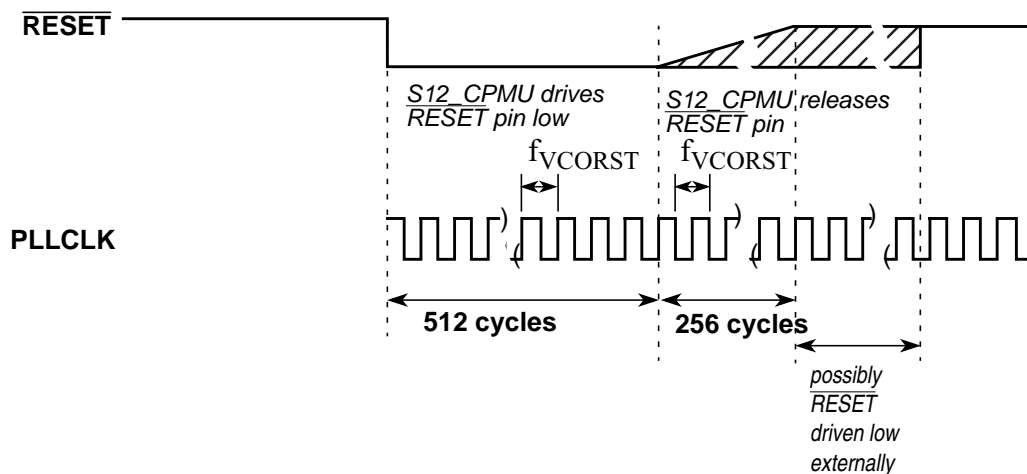 RESET
S12_CPMU drives
RESET pin low
S12_CPMU releases
RESET pin
fVCORST
fVCORST
PLLCLK
512 cycles
256 cycles
possibly
RESET
driven low
externally